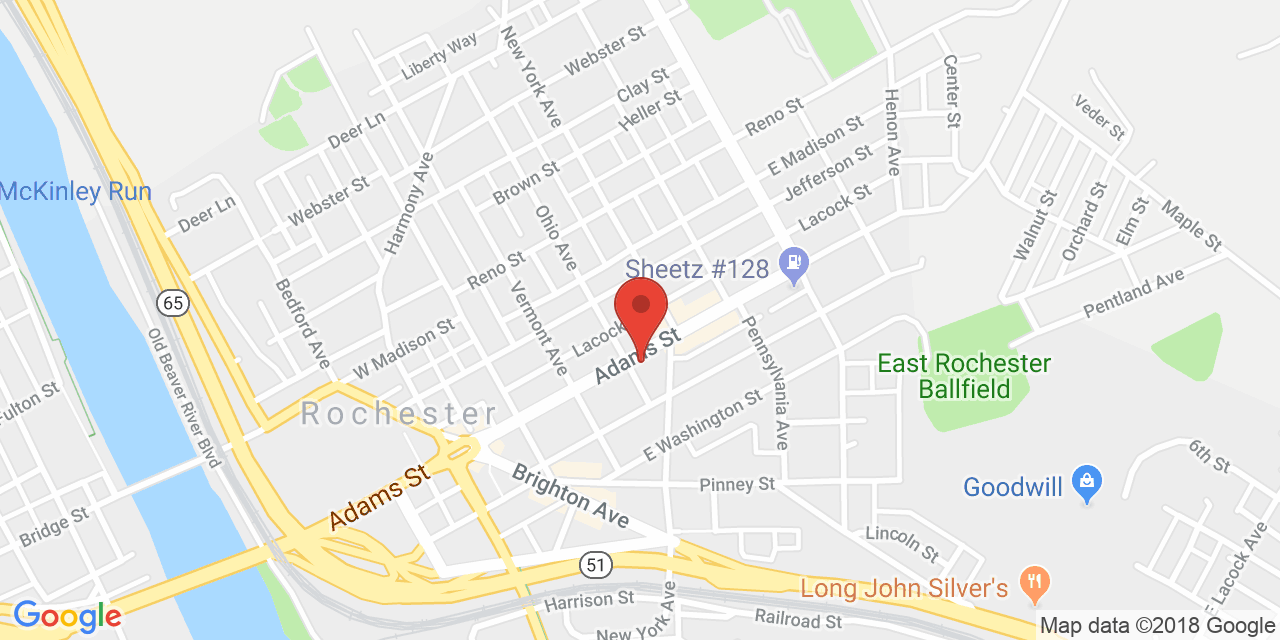 Liberty Way
New York Ave
Webster St
Clay St
Heller St
Center St
Henon Ave
Reno St
Veder St
Deer Ln
E Madison St
Jefferson St
McKinley Run
Webster St
Harmony Ave
Brown St
Lacock St
Deer Ln
Walnut St
Orchard St
Elm St
Maple St
Ohio Ave
Reno St
Sheetz #128
Pentland Ave
65
Bedford Ave
Vermont Ave
Old Beaver River Blvd
W Madison St
Lacock
Adams St
Pennsylvania Ave
East Rochester
Ballfield
Fulton St
Rochester
E Washington St
6th St
Adams St
Brighton Ave
Pinney St
Goodwill
Bridge St
Lincoln St
E Lacock Ave
51
Long John Silver's
Harrison St
New York Ave
Railroad St
Google
Map data ©2018 Google